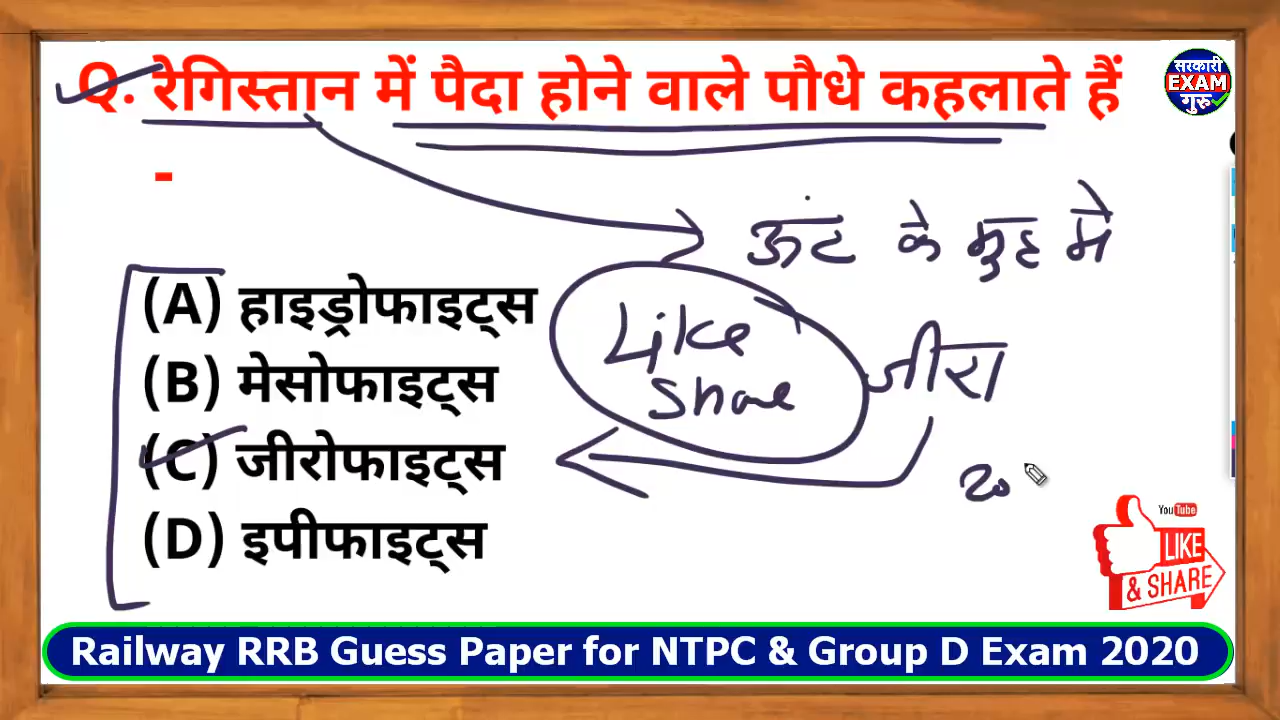 Q. रेगिस्तान में पैदा होने वाले पौधे कहलाते हैं
-
सरकारी
EXAM
गुरु
ऊंट के मुह मे
जीरा
Like
Share
(A) हाइड्रोफाइट्स
(B) मेसोफाइट्स
(C) जीरोफाइट्स
(D) इपीफाइट्स
20
YouTube
LIKE
& SHARE
Railway RRB Guess Paper for NTPC & Group D Exam 2020